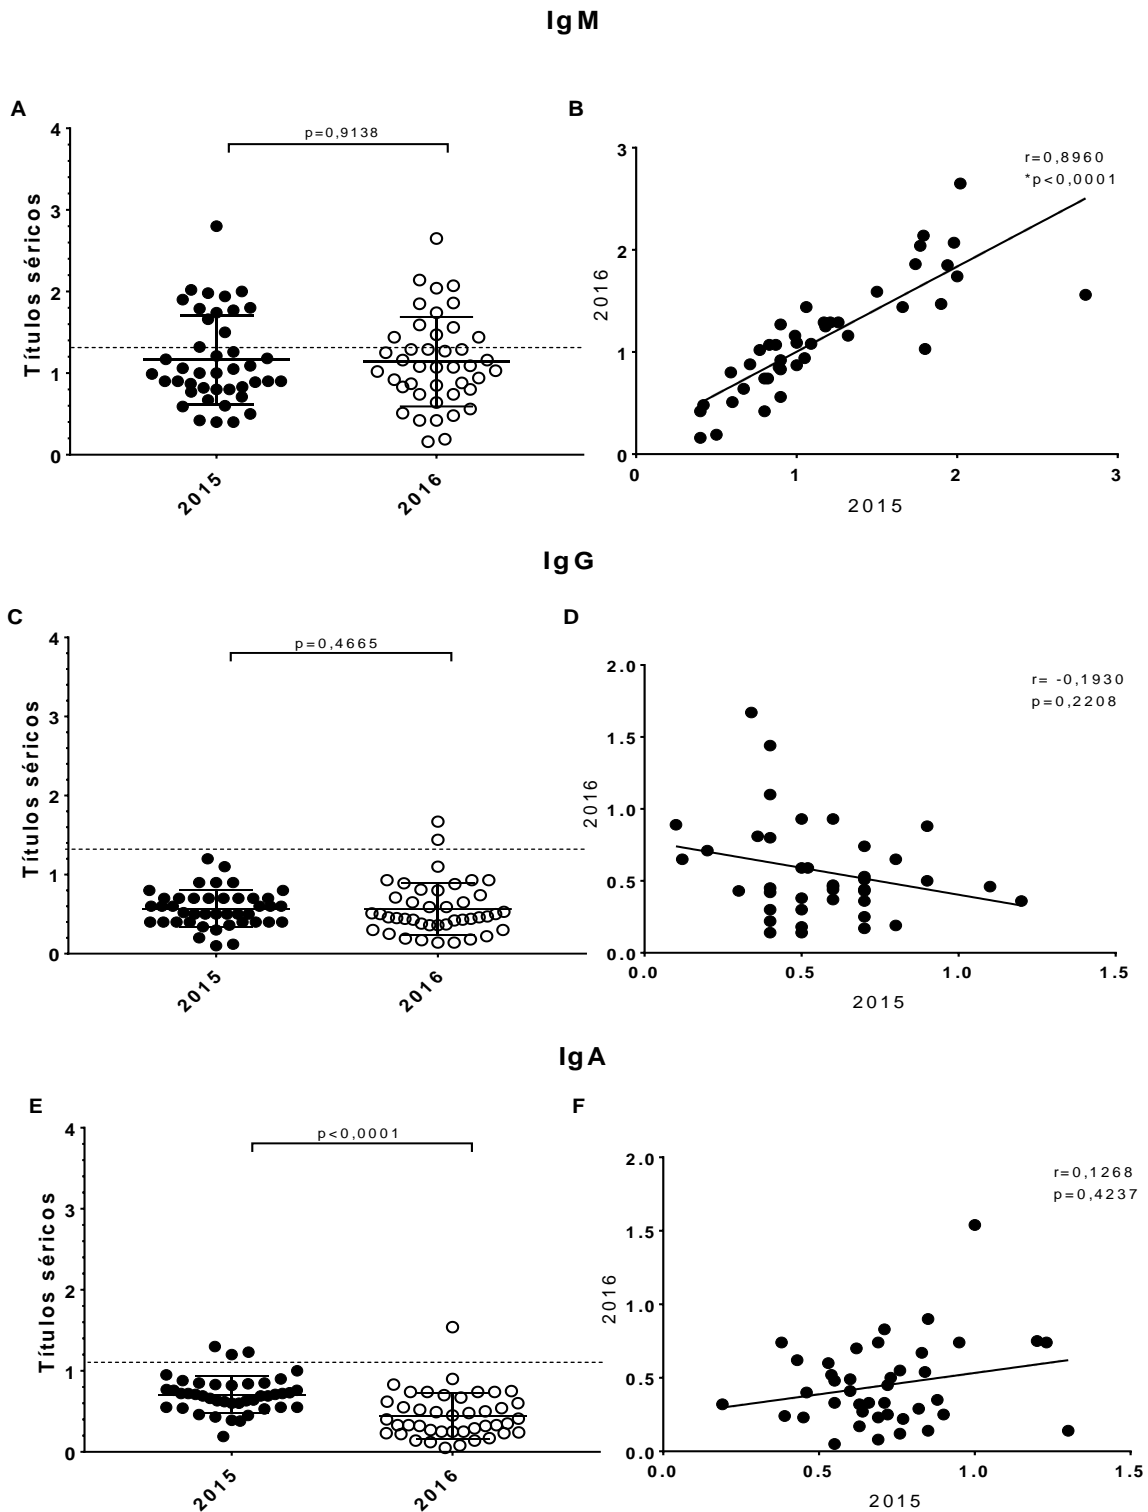 IgM
A
4
3
2
1
0
Títulos séricos
p=0,9138
2015
2016
B
3
2
1
0
2016
r=0,8960
*p<0,0001
0
1
2
3
2015
IgG
C
4
3
2
1
0
Títulos séricos
p=0,4665
2015
2016
D
2.0
1.5
1.0
0.5
0.0
2016
r= -0,1930
p=0,2208
0.0
0.5
1.0
1.5
2015
IgA
E
4
3
2
1
0
Títulos séricos
p<0,0001
2015
2016
F
2.0
1.5
1.0
0.5
0.0
2016
r=0,1268
p=0,4237
0.0
0.5
1.0
1.5
2015